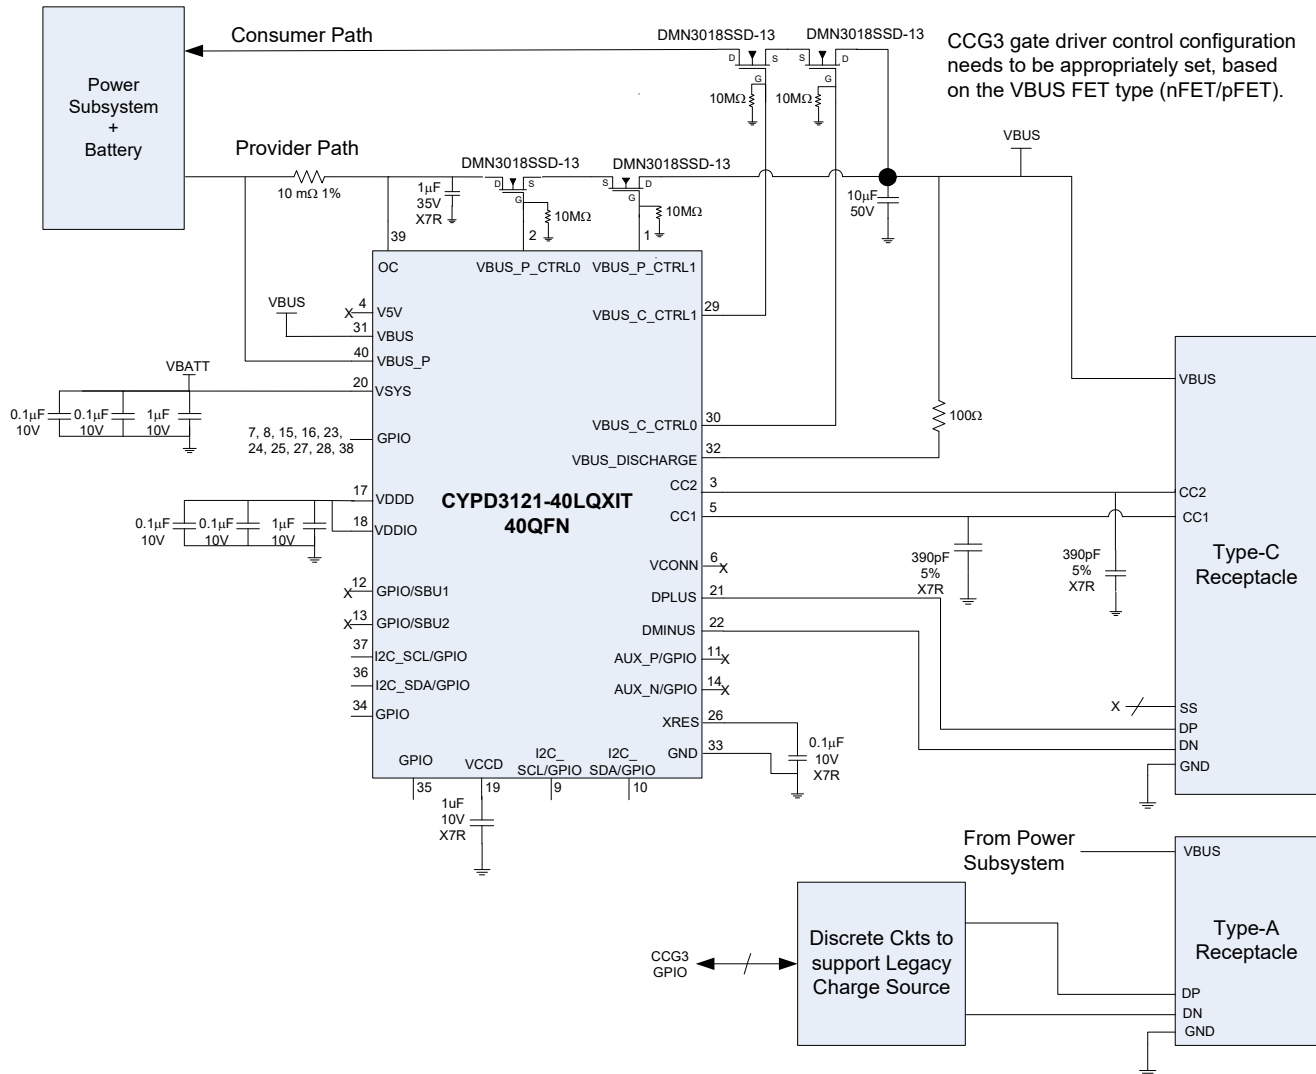 Consumer Path
DMN3018SSD-13
DMN3018SSD-13
CCG3 gate driver control configuration
needs to be appropriately set, based
on the VBUS FET type (nFET/pFET).
Power
Subsystem
+
Battery
D
S
G
10MΩ
S
D
G
10MΩ
VBUS
Provider Path
10 mΩ 1%
1µF
35V
X7R
DMN3018SSD-13
D
S
G
10MΩ
DMN3018SSD-13
S
D
G
10MΩ
10µF
50V
39
2
1
OC
VBUS_P_CTRL0
VBUS_P_CTRL1
VBUS
X
4
V5V
31
VBUS
40
VBUS_P
VBATT
20
VSYS
0.1µF
10V
0.1µF
10V
1µF
10V
7, 8, 15, 16, 23,
24, 25, 27, 28, 38
GPIO
17
VDDD
18
VDDIO
0.1µF
10V
0.1µF
10V
1µF
10V
X
12
GPIO/SBU1
X
13
GPIO/SBU2
37
I2C_SCL/GPIO
36
I2C_SDA/GPIO
34
GPIO
CYPD3121-40LQXIT
40QFN
VBUS_C_CTRL1
29
VBUS_C_CTRL0
30
VBUS_DISCHARGE
32
100Ω
CC2
3
CC1
5
VCONN
6
X
DPLUS
21
DMINUS
22
AUX_P/GPIO
11
X
AUX_N/GPIO
14
X
XRES
26
GND
33
0.1µF
10V
X7R
390pF
5%
X7R
390pF
5%
X7R
GPIO
35
VCCD
19
I2C_
SCL/GPIO
9
I2C_
SDA/GPIO
10
1uF
10V
X7R
VBUS
CC2
CC1
Type-C
Receptacle
X
SS
DP
DN
GND
From Power
Subsystem
VBUS
Type-A
Receptacle
DP
DN
GND
CCG3
GPIO
Discrete Ckts to
support Legacy
Charge Source